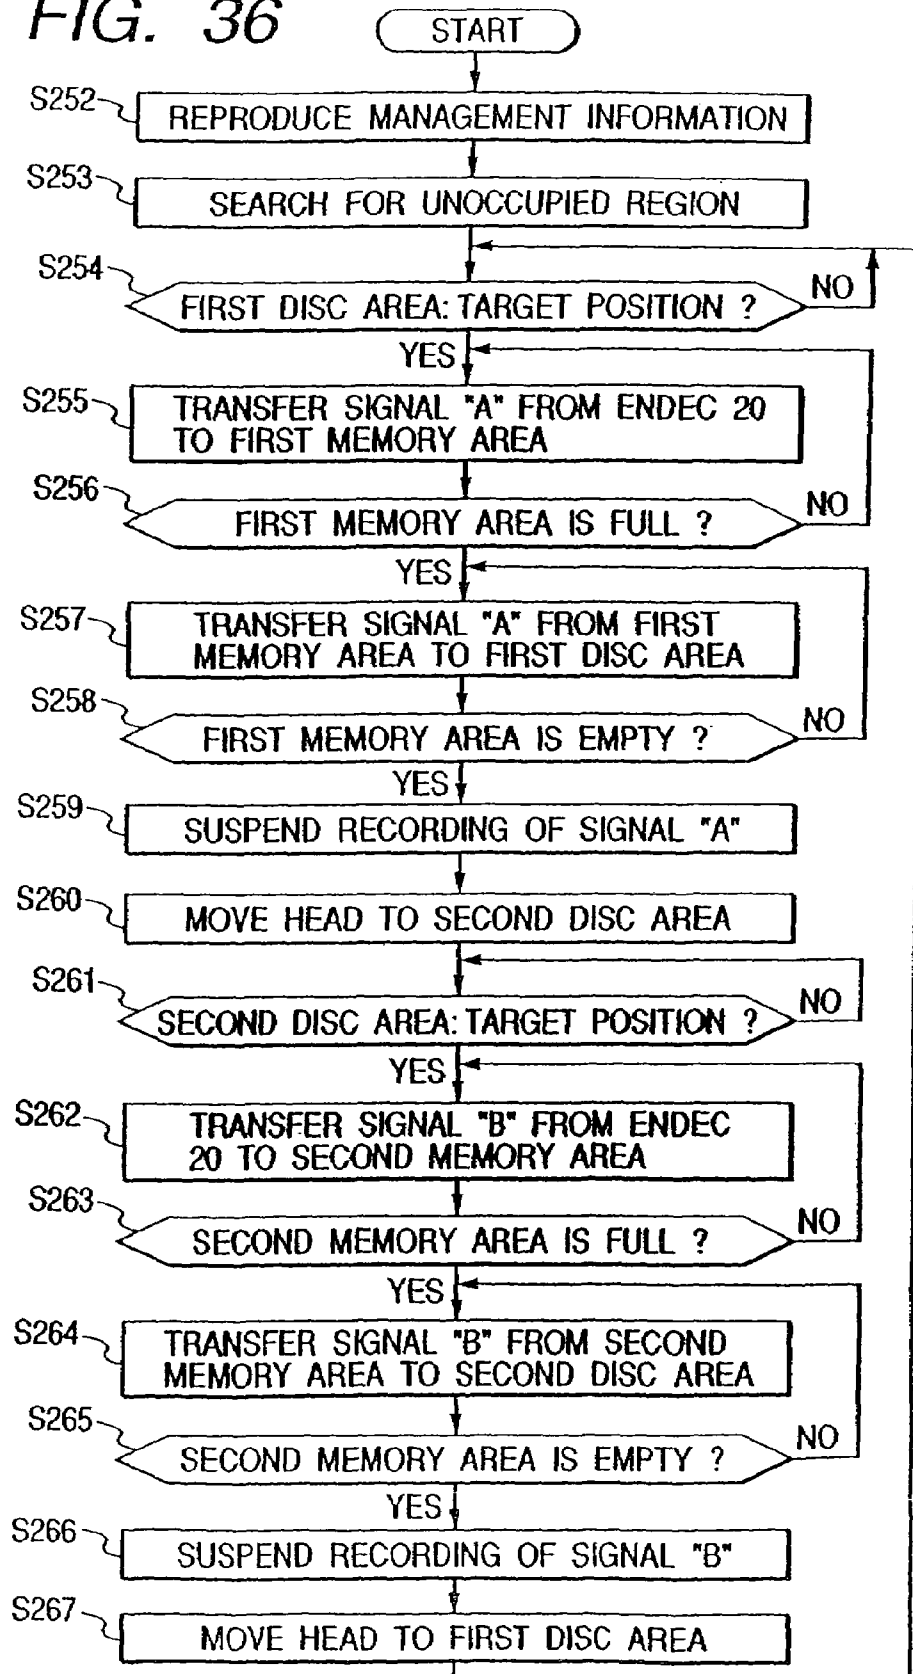 FIG. 36
START
S252
REPRODUCE MANAGEMENT INFORMATION
S253
SEARCH FOR UNOCCUPIED REGION
S254
FIRST DISC AREA: TARGET POSITION ?
NO
YES
S255
TRANSFER SIGNAL "A" FROM ENDEC 20
TO FIRST MEMORY AREA
S256
FIRST MEMORY AREA IS FULL ?
NO
YES
S257
TRANSFER SIGNAL "A" FROM FIRST
MEMORY AREA TO FIRST DISC AREA
S258
FIRST MEMORY AREA IS EMPTY ?
NO
YES
S259
SUSPEND RECORDING OF SIGNAL "A"
S260
MOVE HEAD TO SECOND DISC AREA
S261
SECOND DISC AREA: TARGET POSITION ?
NO
YES
S262
TRANSFER SIGNAL "B" FROM ENDEC
20 TO SECOND MEMORY AREA
S263
SECOND MEMORY AREA IS FULL ?
NO
YES
S264
TRANSFER SIGNAL "B" FROM SECOND
MEMORY AREA TO SECOND DISC AREA
S265
SECOND MEMORY AREA IS EMPTY ?
NO
YES
S266
SUSPEND RECORDING OF SIGNAL "B"
S267
MOVE HEAD TO FIRST DISC AREA